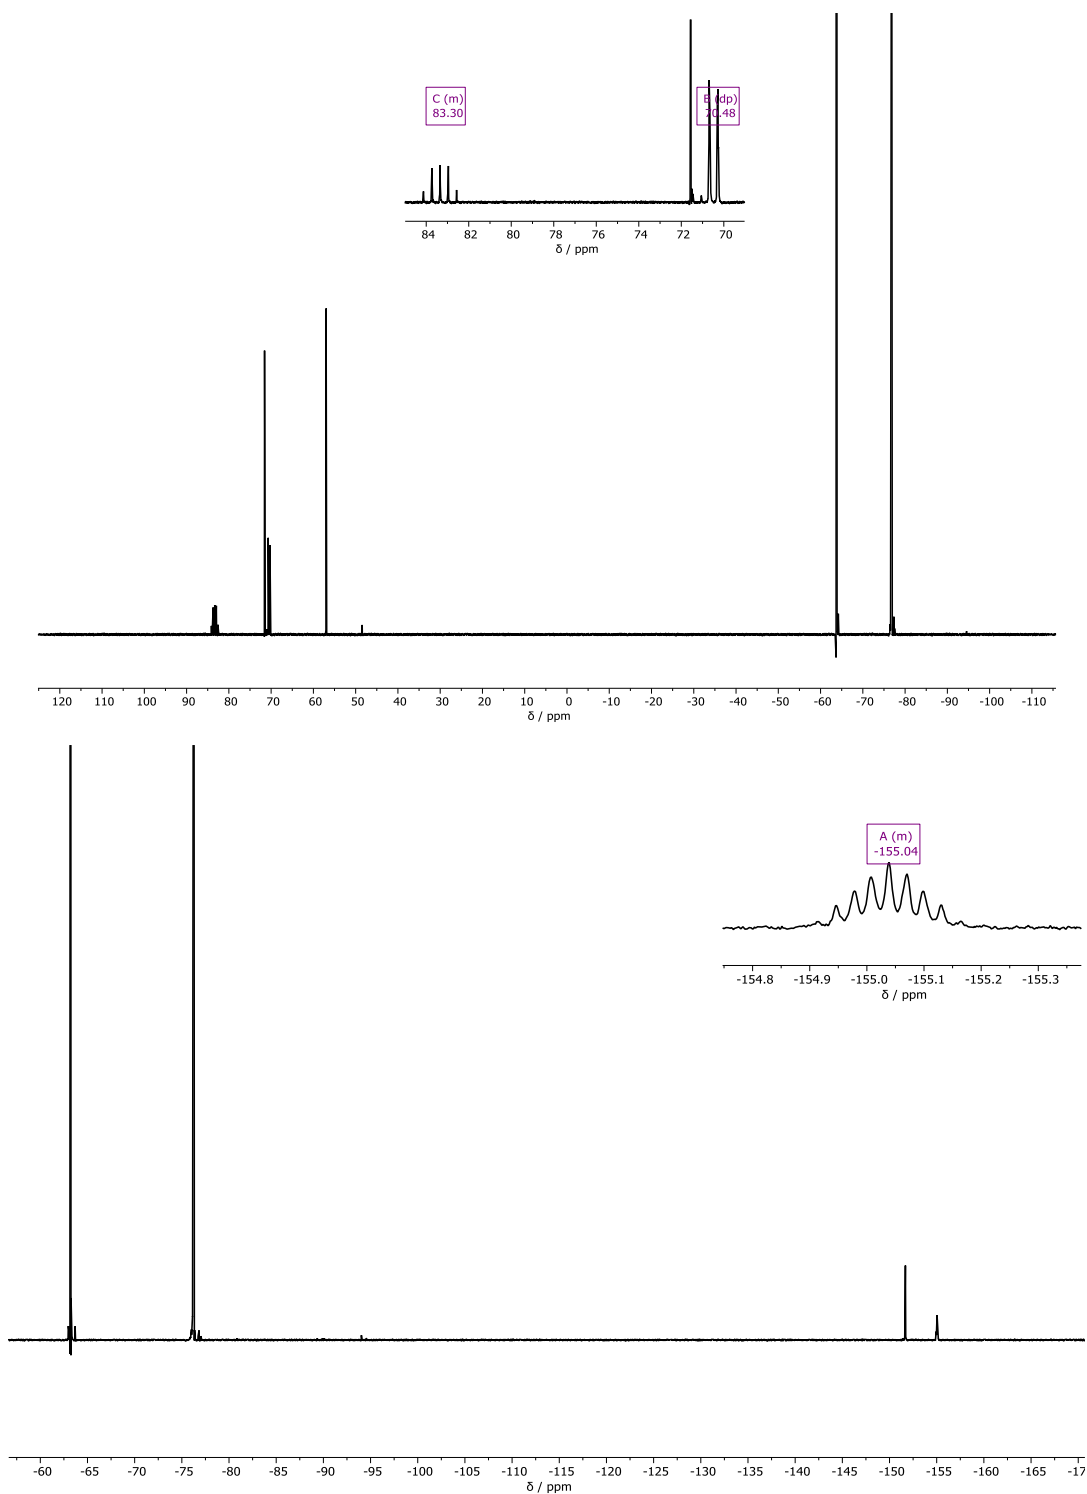 C (m)
83.30
B (dp)
70.48
84 82 80 78 76 74 72 70
δ / ppm
120 110 100 90 80 70 60 50 40 30 20 10 0 -10 -20 -30 -40 -50 -60 -70 -80 -90 -100 -110
δ / ppm
A (m)
-155.04
-154.8 -154.9 -155.0 -155.1 -155.2 -155.3
δ / ppm
-60 -65 -70 -75 -80 -85 -90 -95 -100 -105 -110 -115 -120 -125 -130 -135 -140 -145 -150 -155 -160 -165 -17
δ / ppm